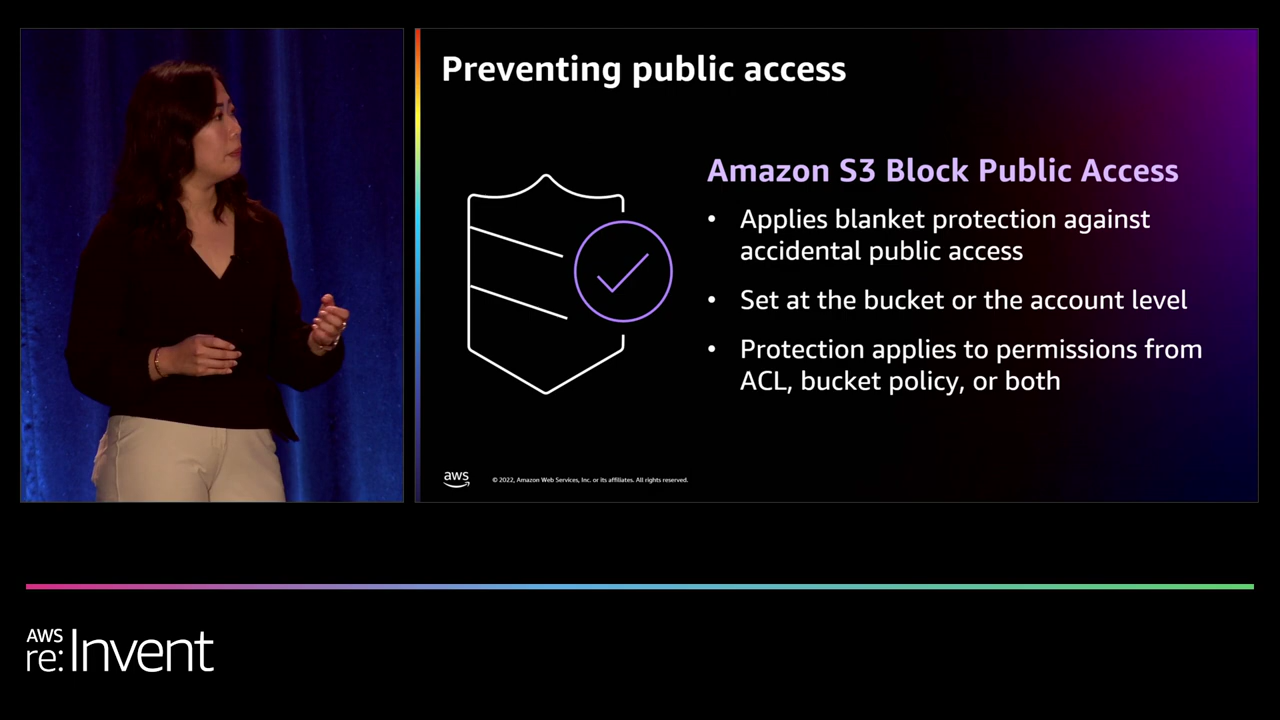 Preventing public access
Amazon S3 Block Public Access
• Applies blanket protection against
accidental public access
• Set at the bucket or the account level
• Protection applies to permissions from
ACL, bucket policy, or both
aws
© 2022, Amazon Web Services, Inc. or its affiliates. All rights reserved.
AWS
re:Invent